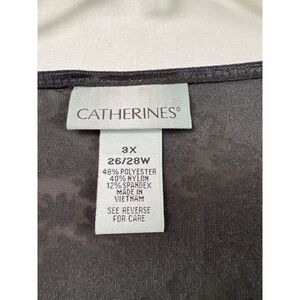 CATHERINES®
3X
26/28W
48% POLYESTER
40% NYLON
12% SPANDEX
MADE IN
VIETNAM
SEE REVERSE
FOR CARE